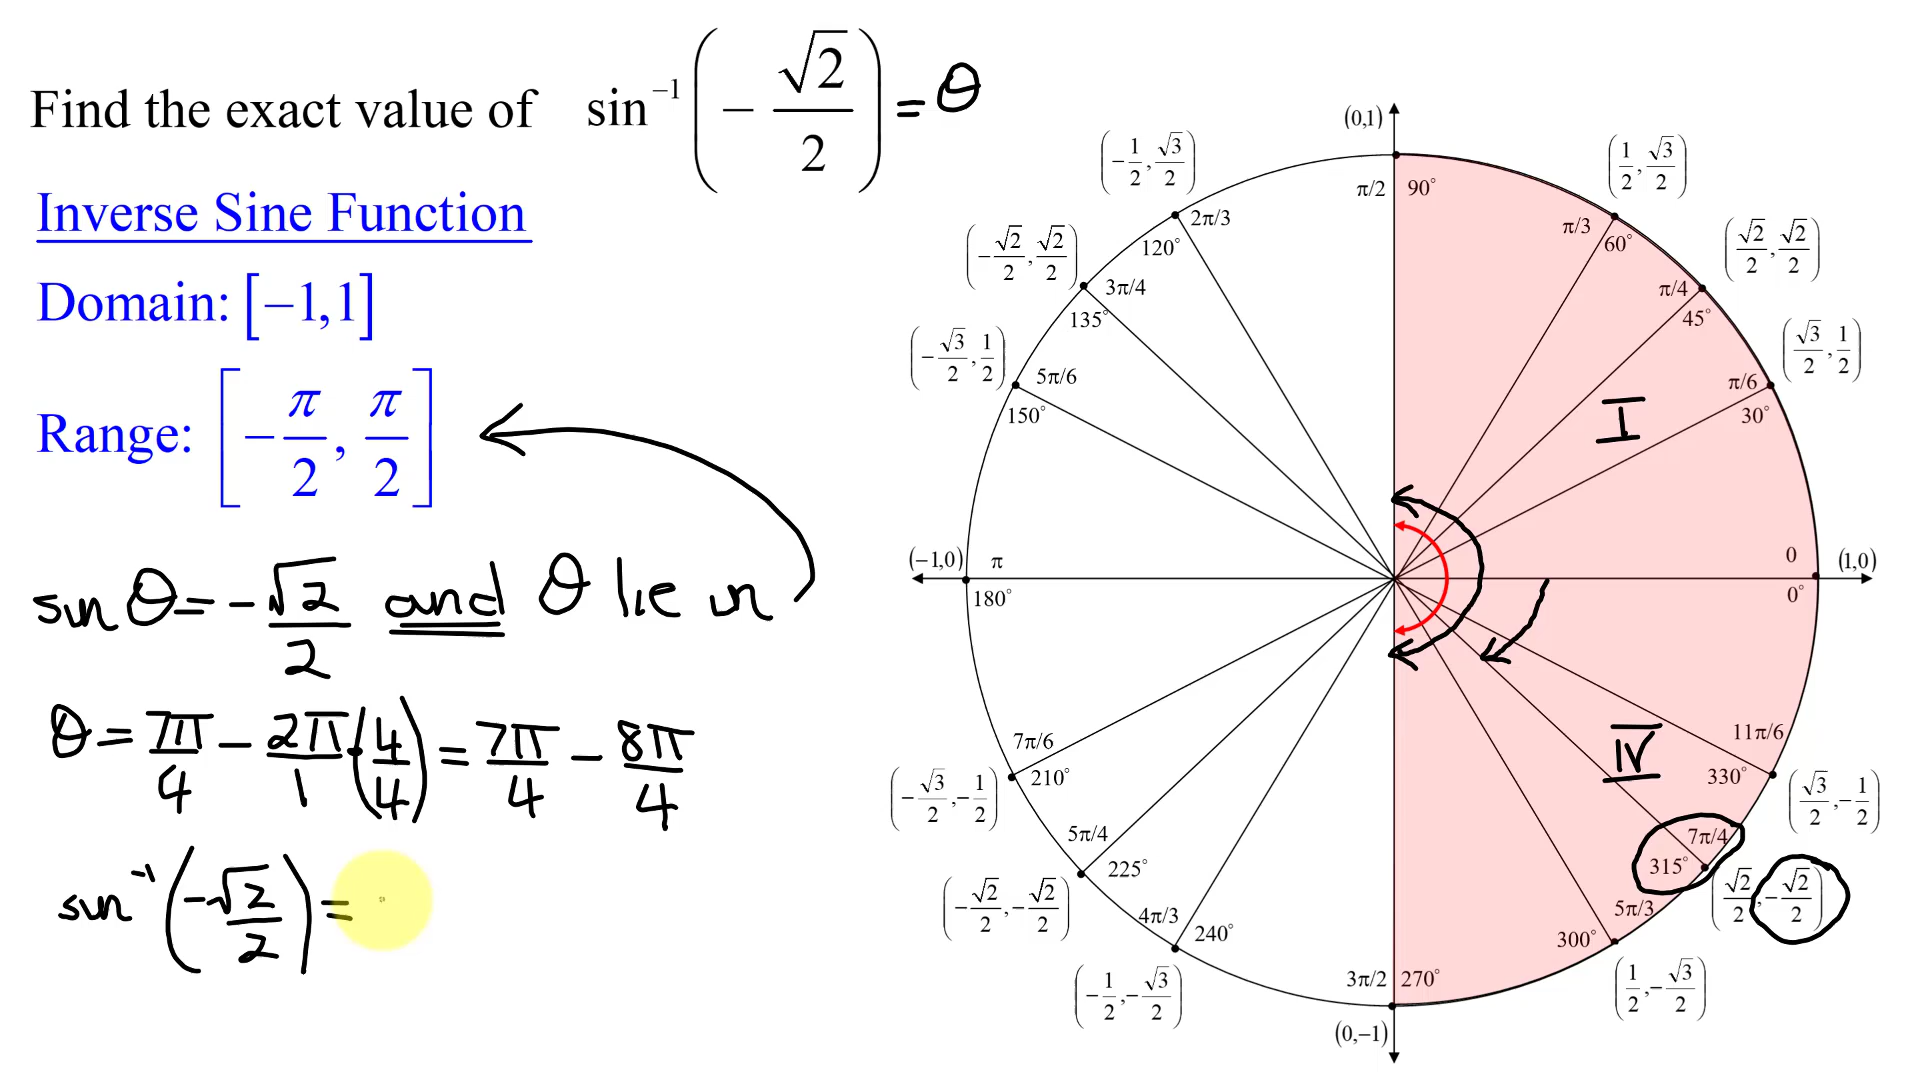 Find the exact value of sin⁻¹(−√2/2) = θ
Inverse Sine Function
Domain: [−1,1]
Range: [−π/2, π/2]
sin θ = −√2/2 and θ lie in
θ = 7π/4 − 2π/1 · (4/4) = 7π/4 − 8π/4
sin⁻¹(−√2/2) =
(0,1)
π/2 90°
(−1/2, √3/2)
2π/3
120°
(−√2/2, √2/2)
3π/4
135°
(−√3/2, 1/2)
5π/6
150°
(−1,0) π
180°
7π/6
210°
(−√3/2, −1/2)
5π/4
225°
(−√2/2, −√2/2)
4π/3
240°
(−1/2, −√3/2)
3π/2 270°
(0,−1)
(1/2, √3/2)
π/3
60°
(√2/2, √2/2)
π/4
45°
(√3/2, 1/2)
π/6
30°
I
0 (1,0)
0°
IV
11π/6
330°
(√3/2, −1/2)
7π/4
315°
(√2/2, −√2/2)
5π/3
300°
(1/2, −√3/2)